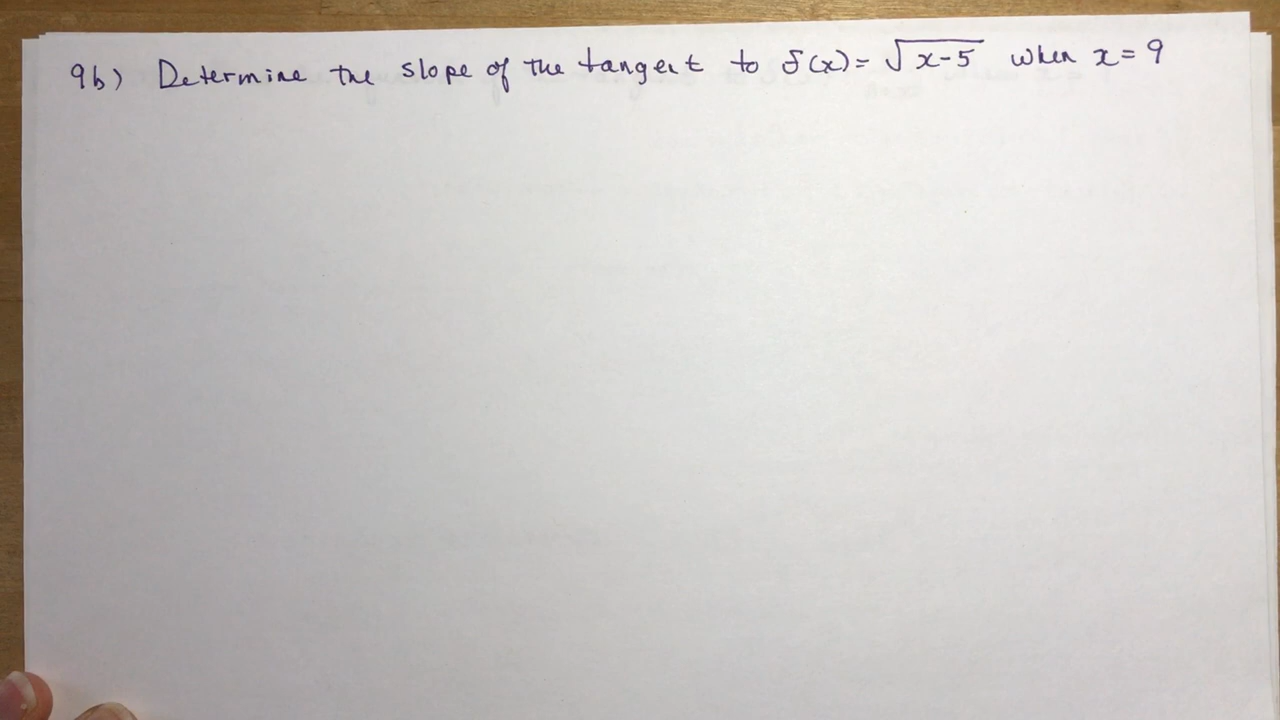 9b) Determine the slope of the tangent to f(x)= √x-5 when x=9